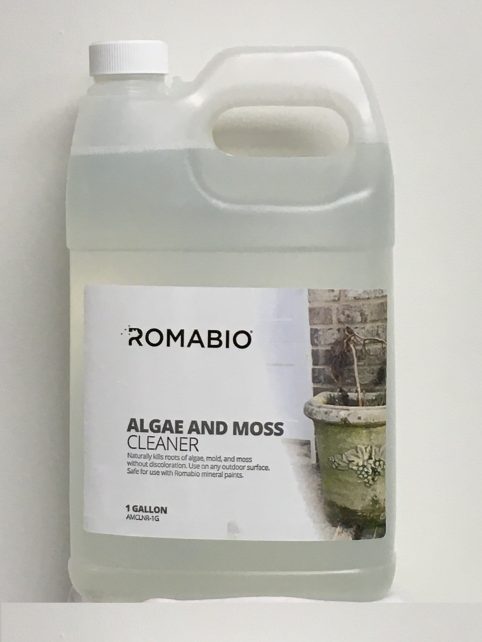 ROMABIO®
ALGAE AND MOSS
CLEANER
Naturally kills roots of algae, mold, and moss
without discoloration. Use on any outdoor surface.
Safe for use with Romabio mineral paints.
1 GALLON
AMCLNR-1G